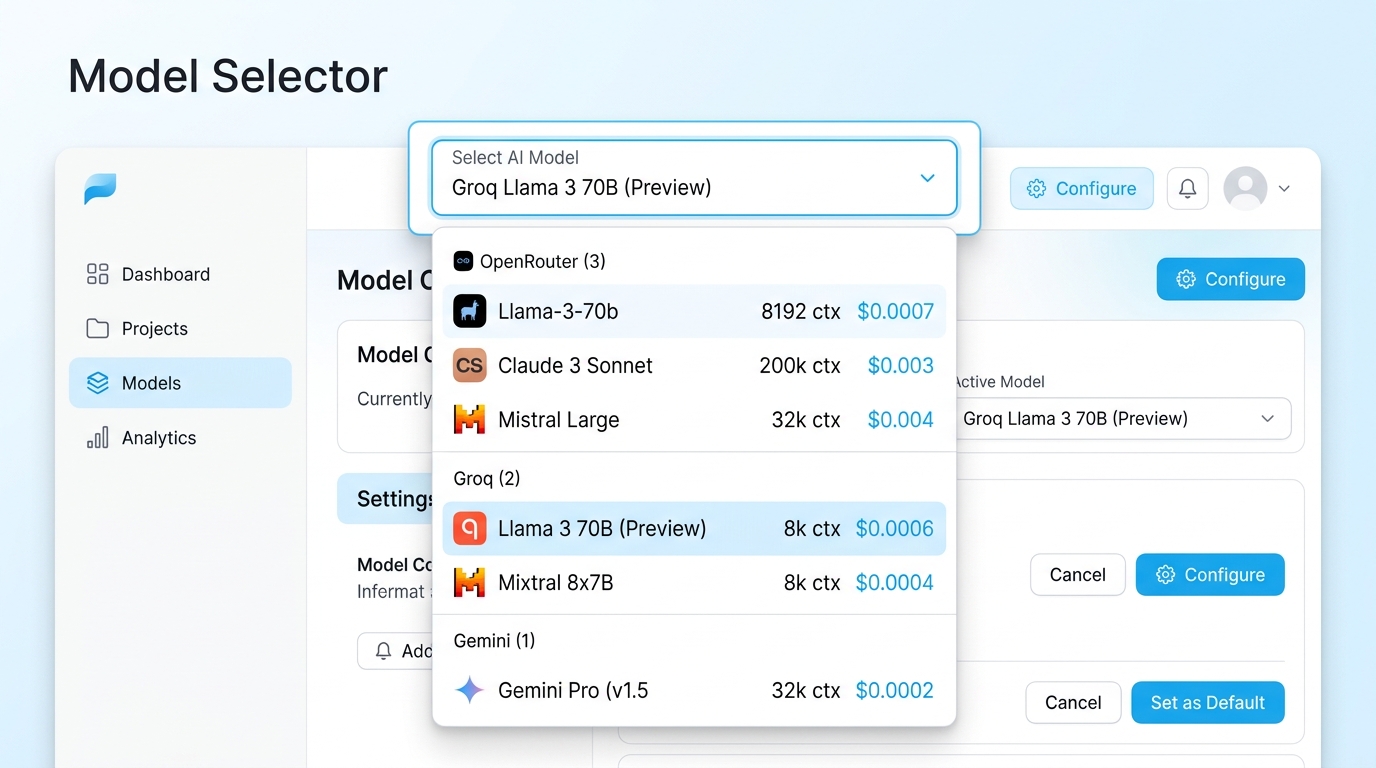 Model Selector
Select AI Model
Groq Llama 3 70B (Preview)
Configure
Dashboard
Projects
Models
Analytics
Model C
Configure
Model C
Currently
Active Model
Groq Llama 3 70B (Preview)
OpenRouter (3)
Llama-3-70b 8192 ctx $0.0007
CS Claude 3 Sonnet 200k ctx $0.003
Mistral Large 32k ctx $0.004
Groq (2)
Llama 3 70B (Preview) 8k ctx $0.0006
Mixtral 8x7B 8k ctx $0.0004
Gemini (1)
Gemini Pro (v1.5 32k ctx $0.0002
Settings
Model Co
Infermat
Add
Cancel
Configure
Cancel
Set as Default